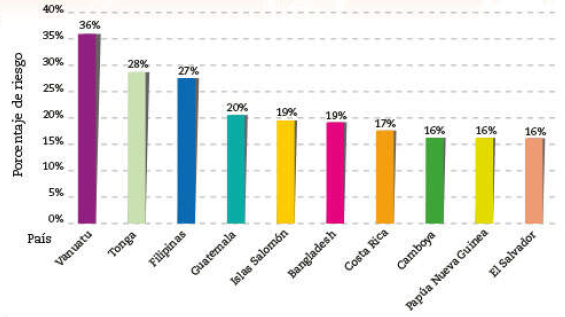 40%
35%
30%
25%
20%
15%
10%
5%
0%
Porcentaje de riesgo
País
36%
28%
27%
20%
19%
19%
17%
16%
16%
16%
Vanuatu
Tonga
Filipinas
Guatemala
Islas Salomón
Bangladesh
Costa Rica
Camboya
Papúa Nueva Guinea
El Salvador